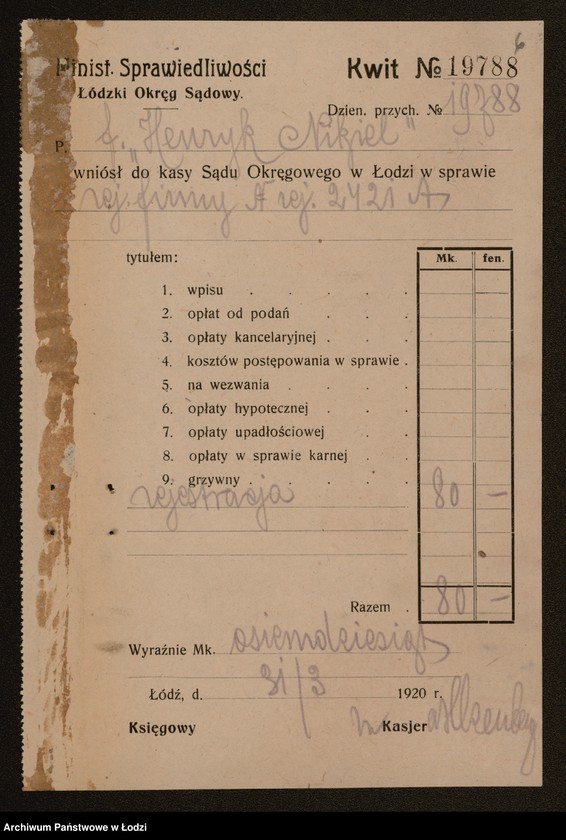 6
Minist. Sprawiedliwości
Łódzki Okręg Sądowy.
Kwit № 19788
Dzien. przych. № 19788
P. f. „Henryk Nikiel”
wniósł do kasy Sądu Okręgowego w Łodzi w sprawie
rej. firmy № rej. 2421 A
tytułem:
Mk. fen.
1. wpisu . . . .
2. opłat od podań . . .
3. opłaty kancelaryjnej . . .
4. kosztów postępowania w sprawie .
5. na wezwania . . . .
6. opłaty hypotecznej . . .
7. opłaty upadłościowej . .
8. opłaty w sprawie karnej . .
9. grzywny . . . . .
rejestracja 80 —
Razem . 80 —
Wyraźnie Mk. osiemdziesiąt
Łódź, d. 31/3 1920 r.
Księgowy Kasjer
Archiwum Państwowe w Łodzi